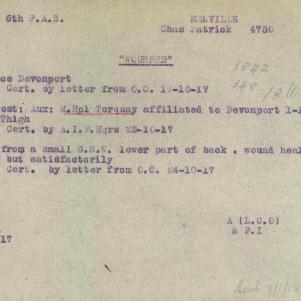 6th F.A.B. MELVILLE
Chas Patrick 4750
"WOUNDED"
3842
ce Devonport
Cert. by letter from O.C. 19-10-17
est: Aux: M.Hpl Torquay affiliated to Devonport 1-1
Thigh
Cert. by A.I.F.Hqrs 22-10-17
from a small G.S.W. lower part of back . wound heal
but satisfactorily
Cert. by letter from O.C. 24-10-17
A (L.C.O)
& P.I
17